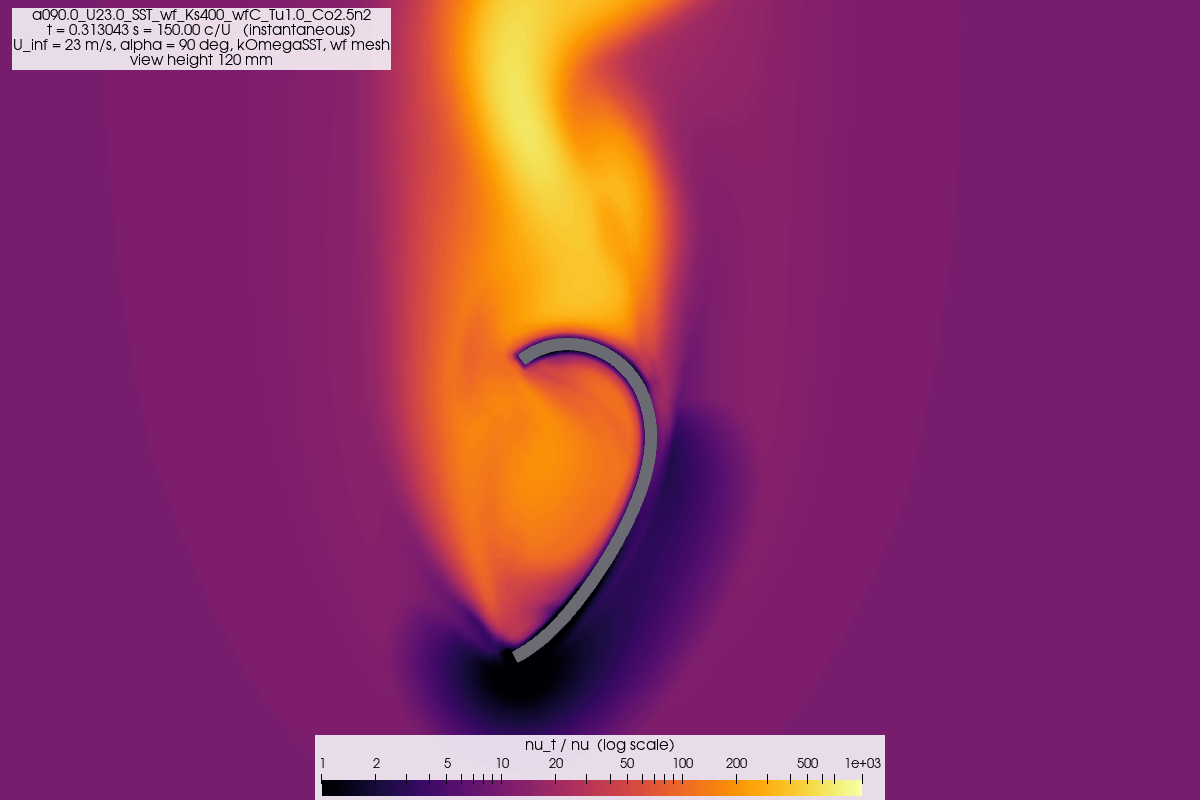 a090.0_U23.0_SST_wf_Ks400_wfC_Tu1.0_Co2.5n2
t = 0.313043 s = 150.00 c/U (instantaneous)
U_inf = 23 m/s, alpha = 90 deg, kOmegaSST, wf mesh
view height 120 mm
nu_t / nu (log scale)
1 2 5 10 20 50 100 200 500 1e+03